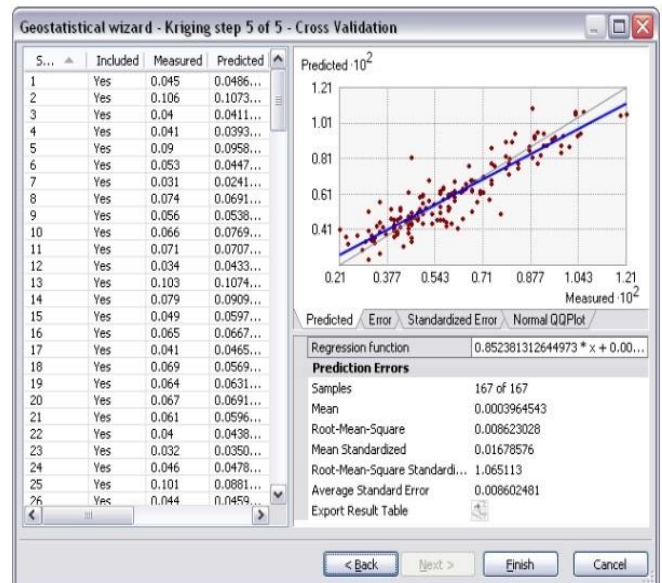 Geostatistical wizard - Kriging step 5 of 5 - Cross Validation
S... Included Measured Predicted
1 Yes 0.045 0.0486...
2 Yes 0.106 0.1073...
3 Yes 0.04 0.0411...
4 Yes 0.041 0.0393...
5 Yes 0.09 0.0958...
6 Yes 0.053 0.0447...
7 Yes 0.031 0.0241...
8 Yes 0.074 0.0691...
9 Yes 0.056 0.0538...
10 Yes 0.066 0.0769...
11 Yes 0.071 0.0707...
12 Yes 0.034 0.0433...
13 Yes 0.103 0.1074...
14 Yes 0.079 0.0909...
15 Yes 0.049 0.0597...
16 Yes 0.065 0.0667...
17 Yes 0.041 0.0465...
18 Yes 0.069 0.0569...
19 Yes 0.064 0.0631...
20 Yes 0.067 0.0691...
21 Yes 0.061 0.0596...
22 Yes 0.04 0.0438...
23 Yes 0.032 0.0350...
24 Yes 0.046 0.0478...
25 Yes 0.101 0.0881...
26 Yes 0.044 0.0459...
Predicted ·10²
1.21
1.01
0.81
0.61
0.41
0.21 0.377 0.543 0.71 0.877 1.043 1.21
Measured ·10²
Predicted Error Standardized Error Normal QQPlot
Regression function 0.852381312644973 * x + 0.00...
Prediction Errors
Samples 167 of 167
Mean 0.0003964543
Root-Mean-Square 0.008623028
Mean Standardized 0.01678576
Root-Mean-Square Standardi... 1.065113
Average Standard Error 0.008602481
Export Result Table
< Back Next > Finish Cancel